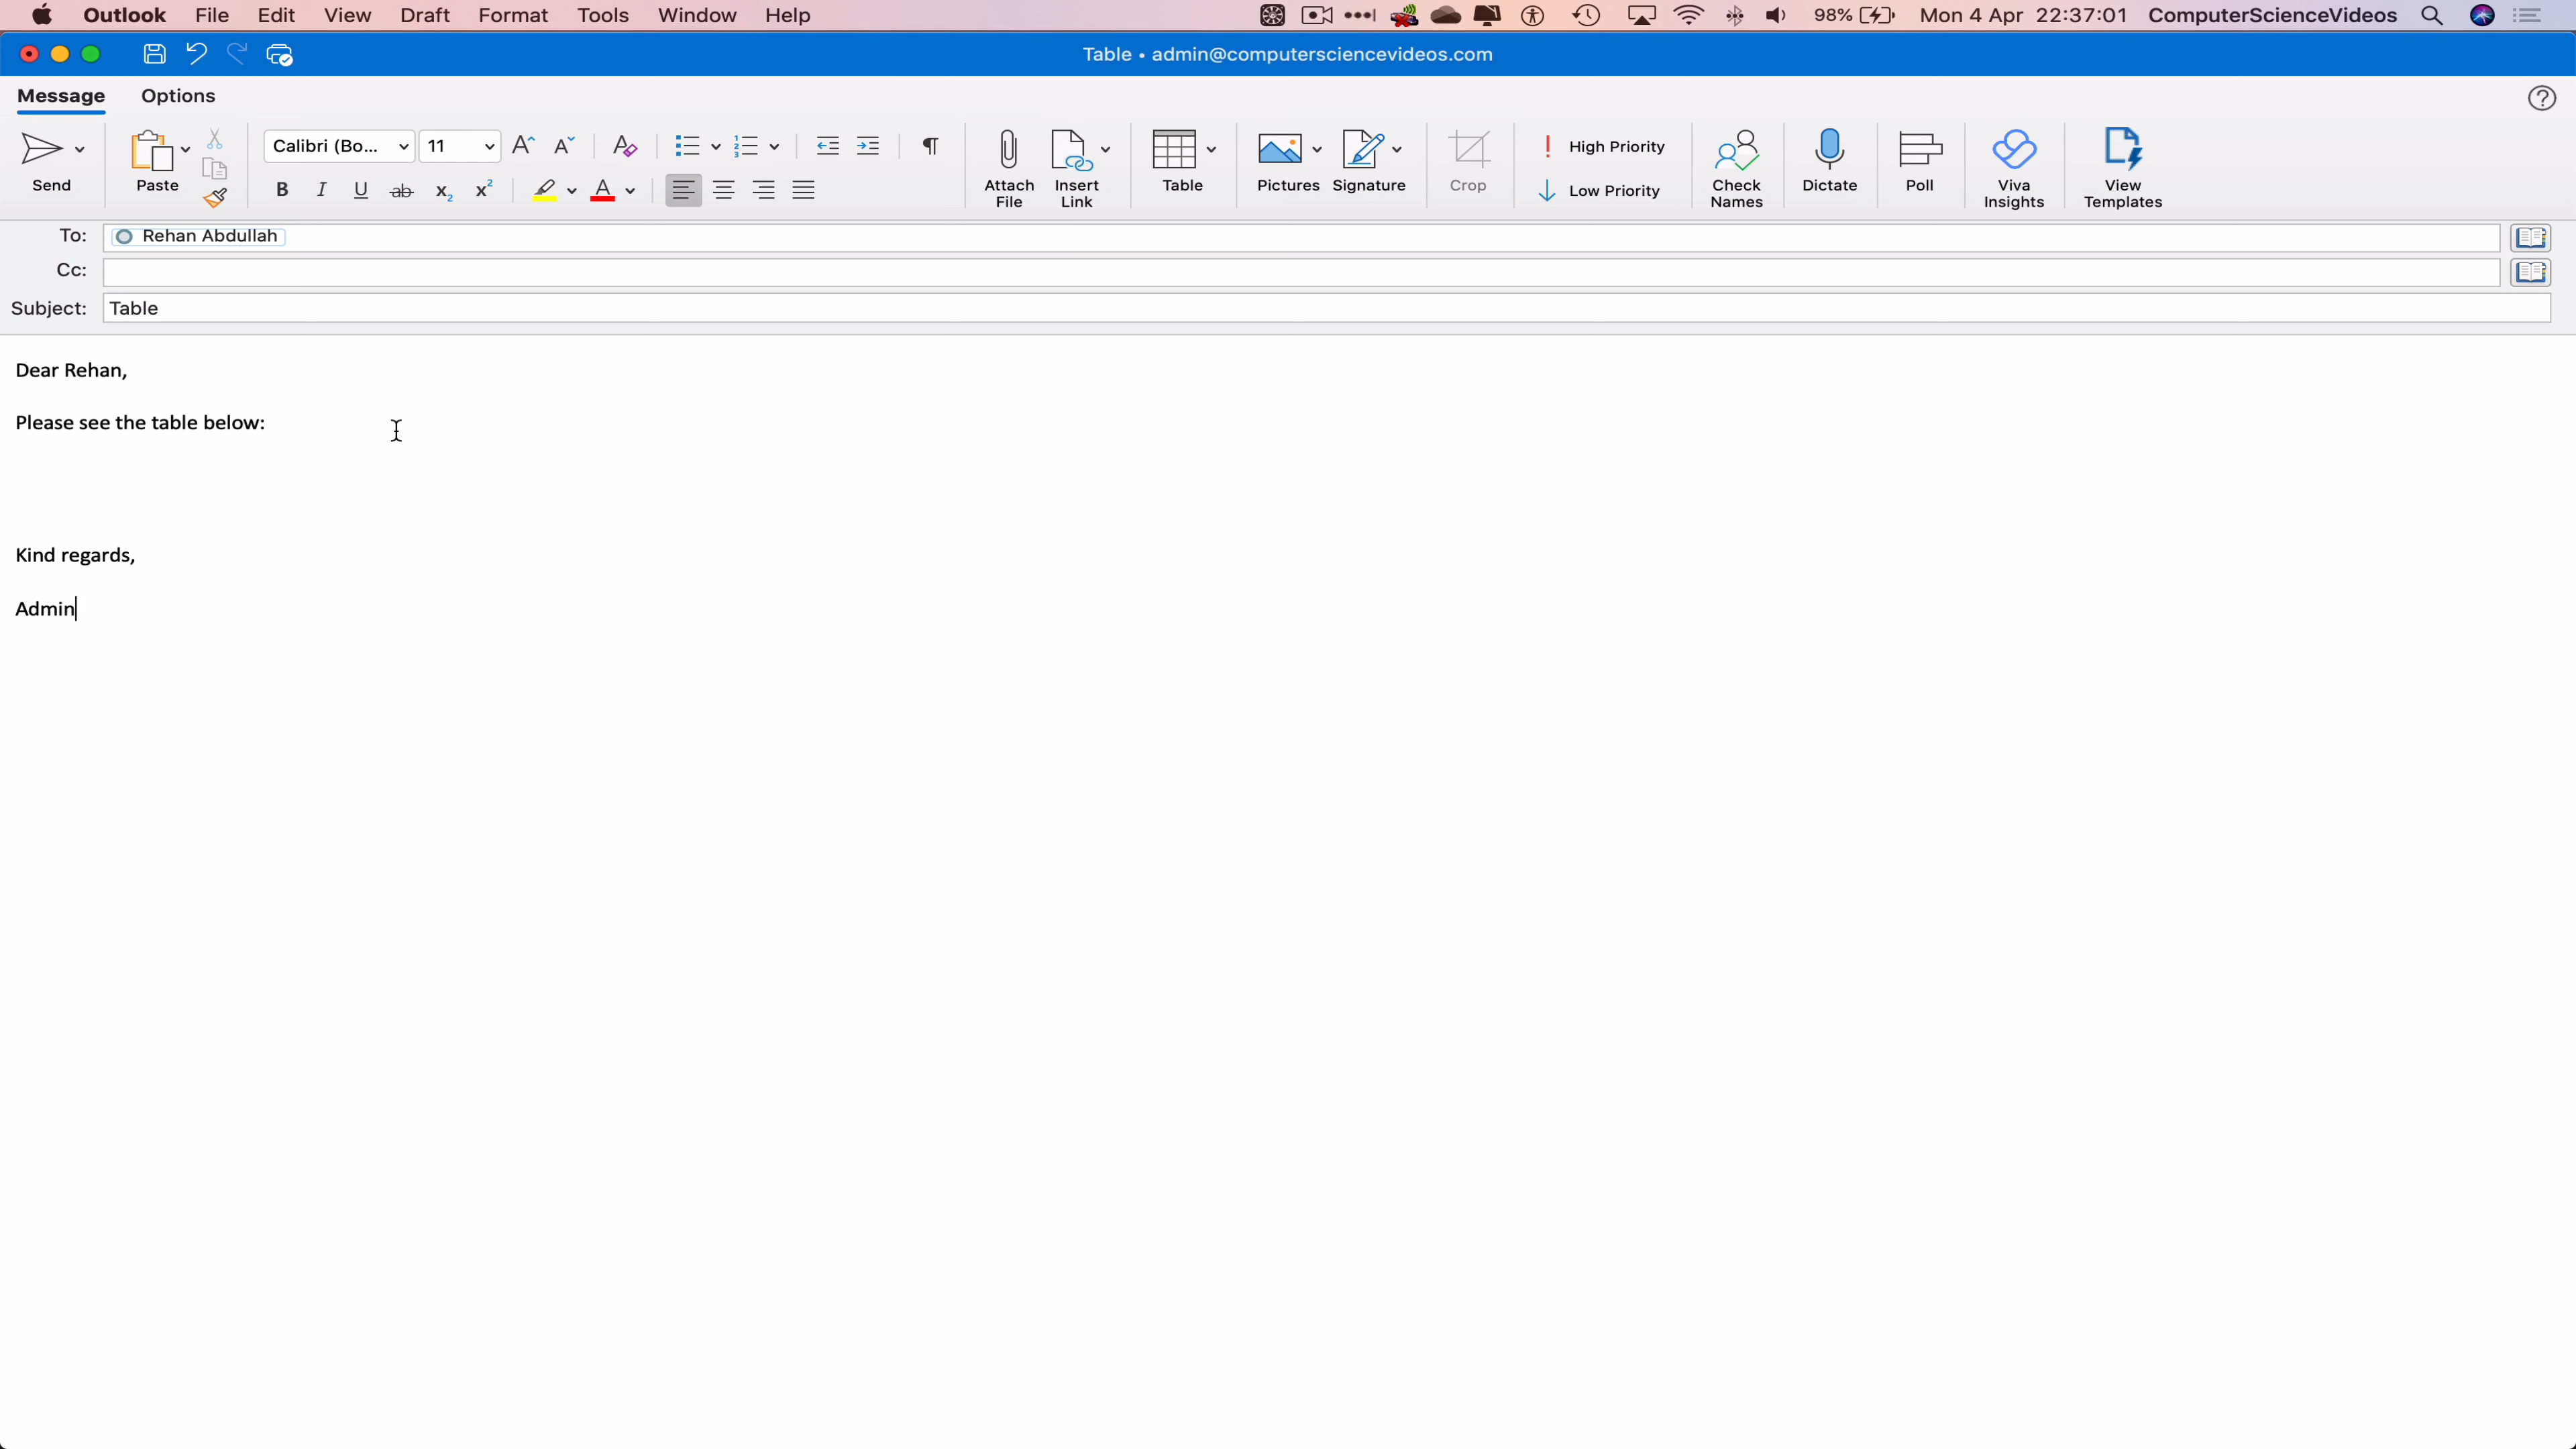 Outlook File Edit View Draft Format Tools Window Help 98% Mon 4 Apr 22:37:01 ComputerScienceVideos
Table • admin@computersciencevideos.com
Message Options
Send
Paste
Calibri (Bo... 11
Attach File
Insert Link
Table
Pictures
Signature
Crop
High Priority
Low Priority
Check Names
Dictate
Poll
Viva Insights
View Templates
To: Rehan Abdullah
Cc:
Subject: Table
Dear Rehan,
Please see the table below:
Kind regards,
Admin